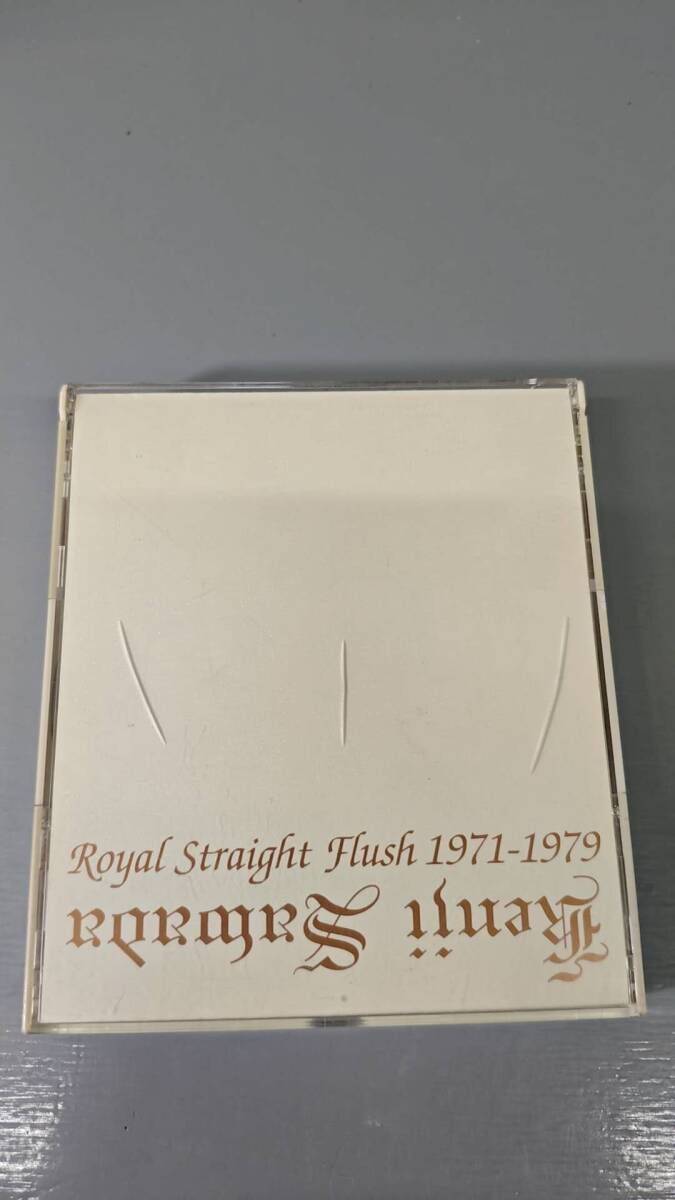 Royal Straight Flush 1971-1979
Kenji Sawada